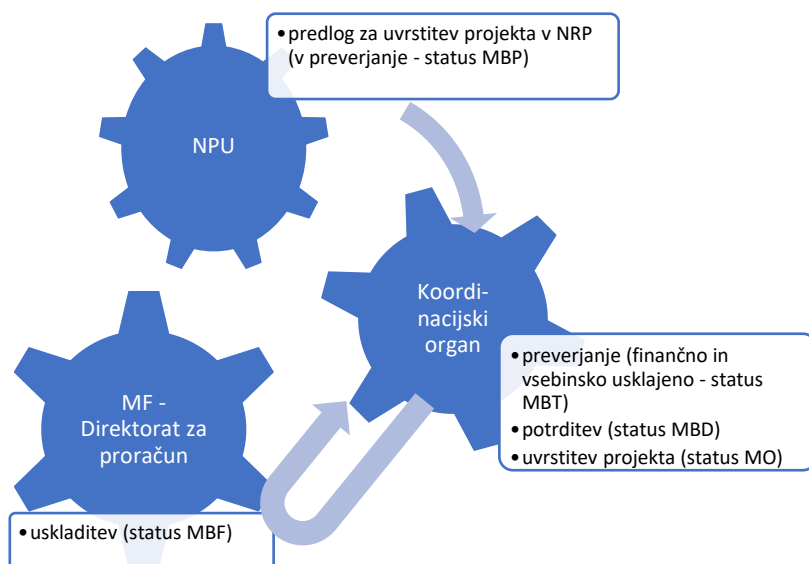 •predlog za uvrstitev projekta v NRP
(v preverjanje - status MBP)
NPU
Koordi-
nacijski
organ
•preverjanje (finančno in
vsebinsko usklajeno - status
MBT)
•potrditev (status MBD)
•uvrstitev projekta (status MO)
MF -
Direktorat za
proračun
•uskladitev (status MBF)